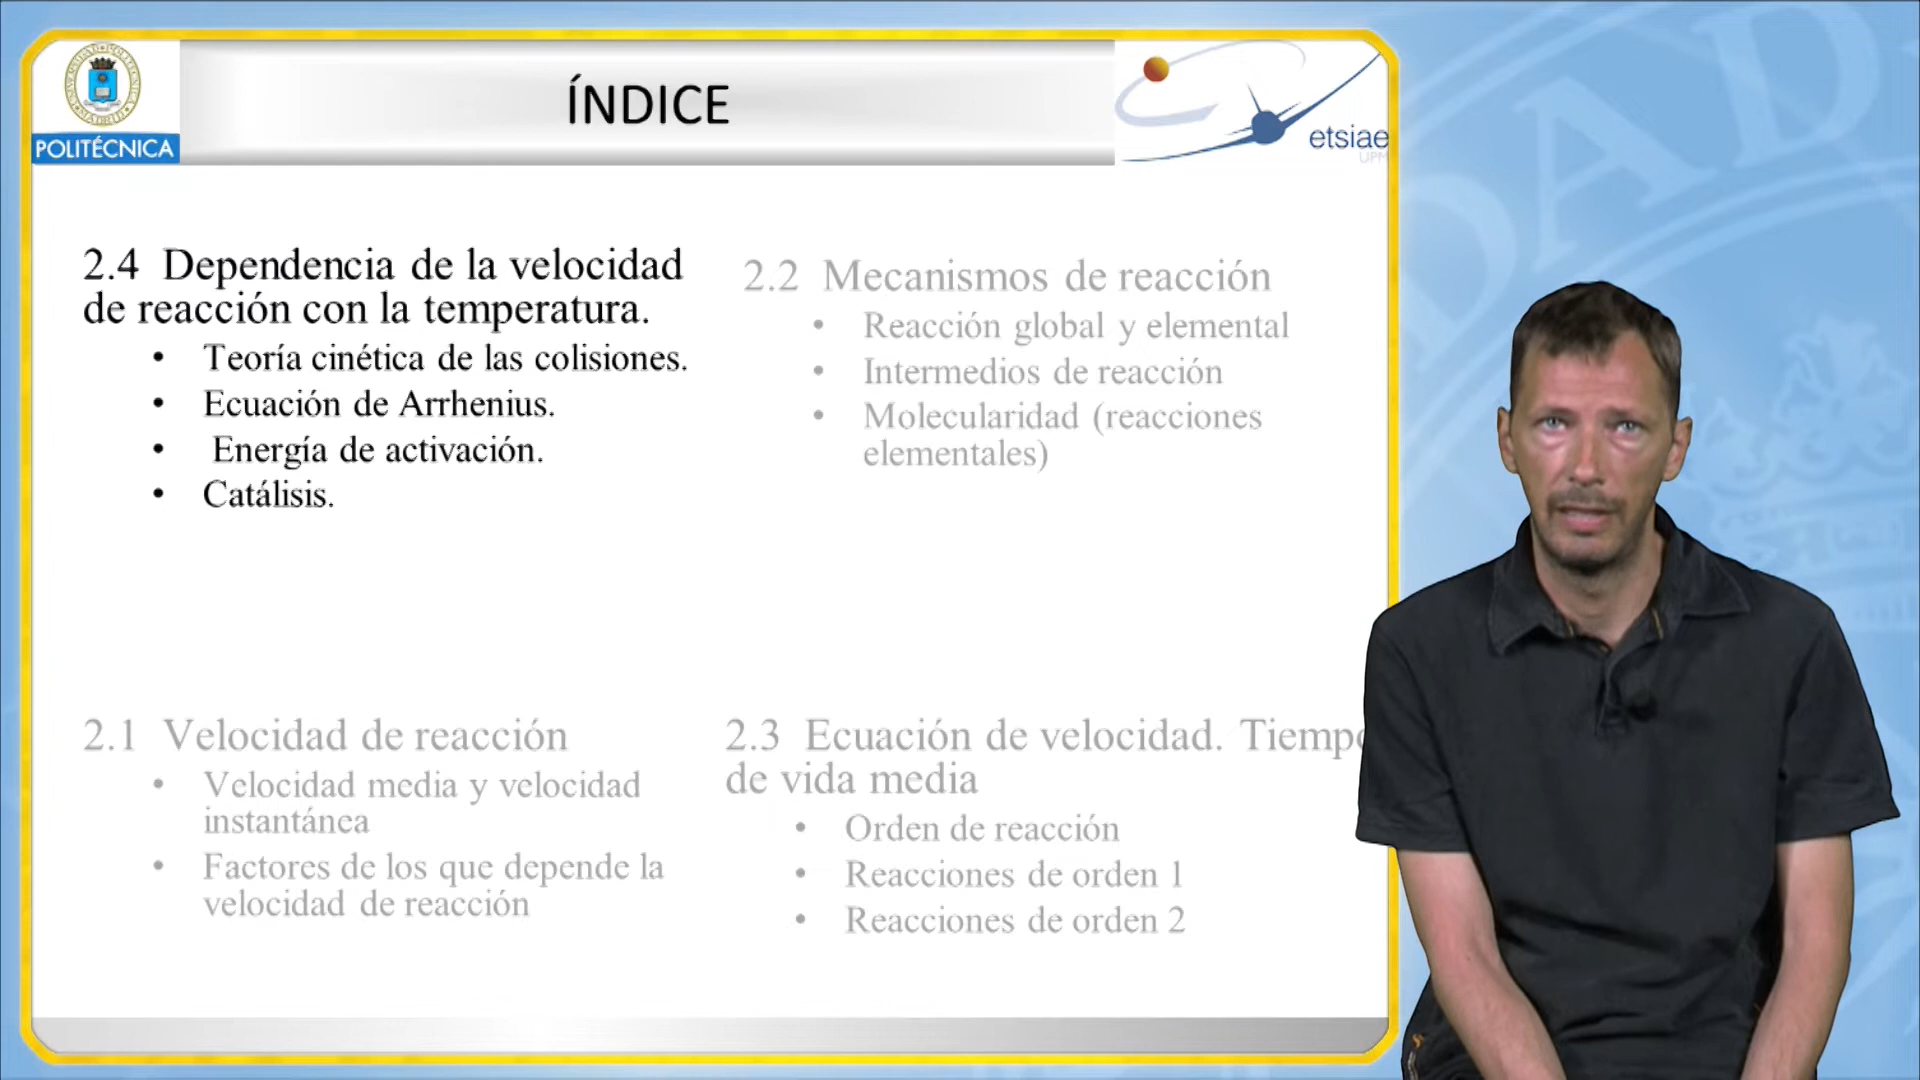 POLITÉCNICA
ÍNDICE
etsiae
UPM
2.4 Dependencia de la velocidad
de reacción con la temperatura.
• Teoría cinética de las colisiones.
• Ecuación de Arrhenius.
• Energía de activación.
• Catálisis.
2.2 Mecanismos de reacción
• Reacción global y elemental
• Intermedios de reacción
• Molecularidad (reacciones
elementales)
2.1 Velocidad de reacción
• Velocidad media y velocidad
instantánea
• Factores de los que depende la
velocidad de reacción
2.3 Ecuación de velocidad. Tiempo
de vida media
• Orden de reacción
• Reacciones de orden 1
• Reacciones de orden 2